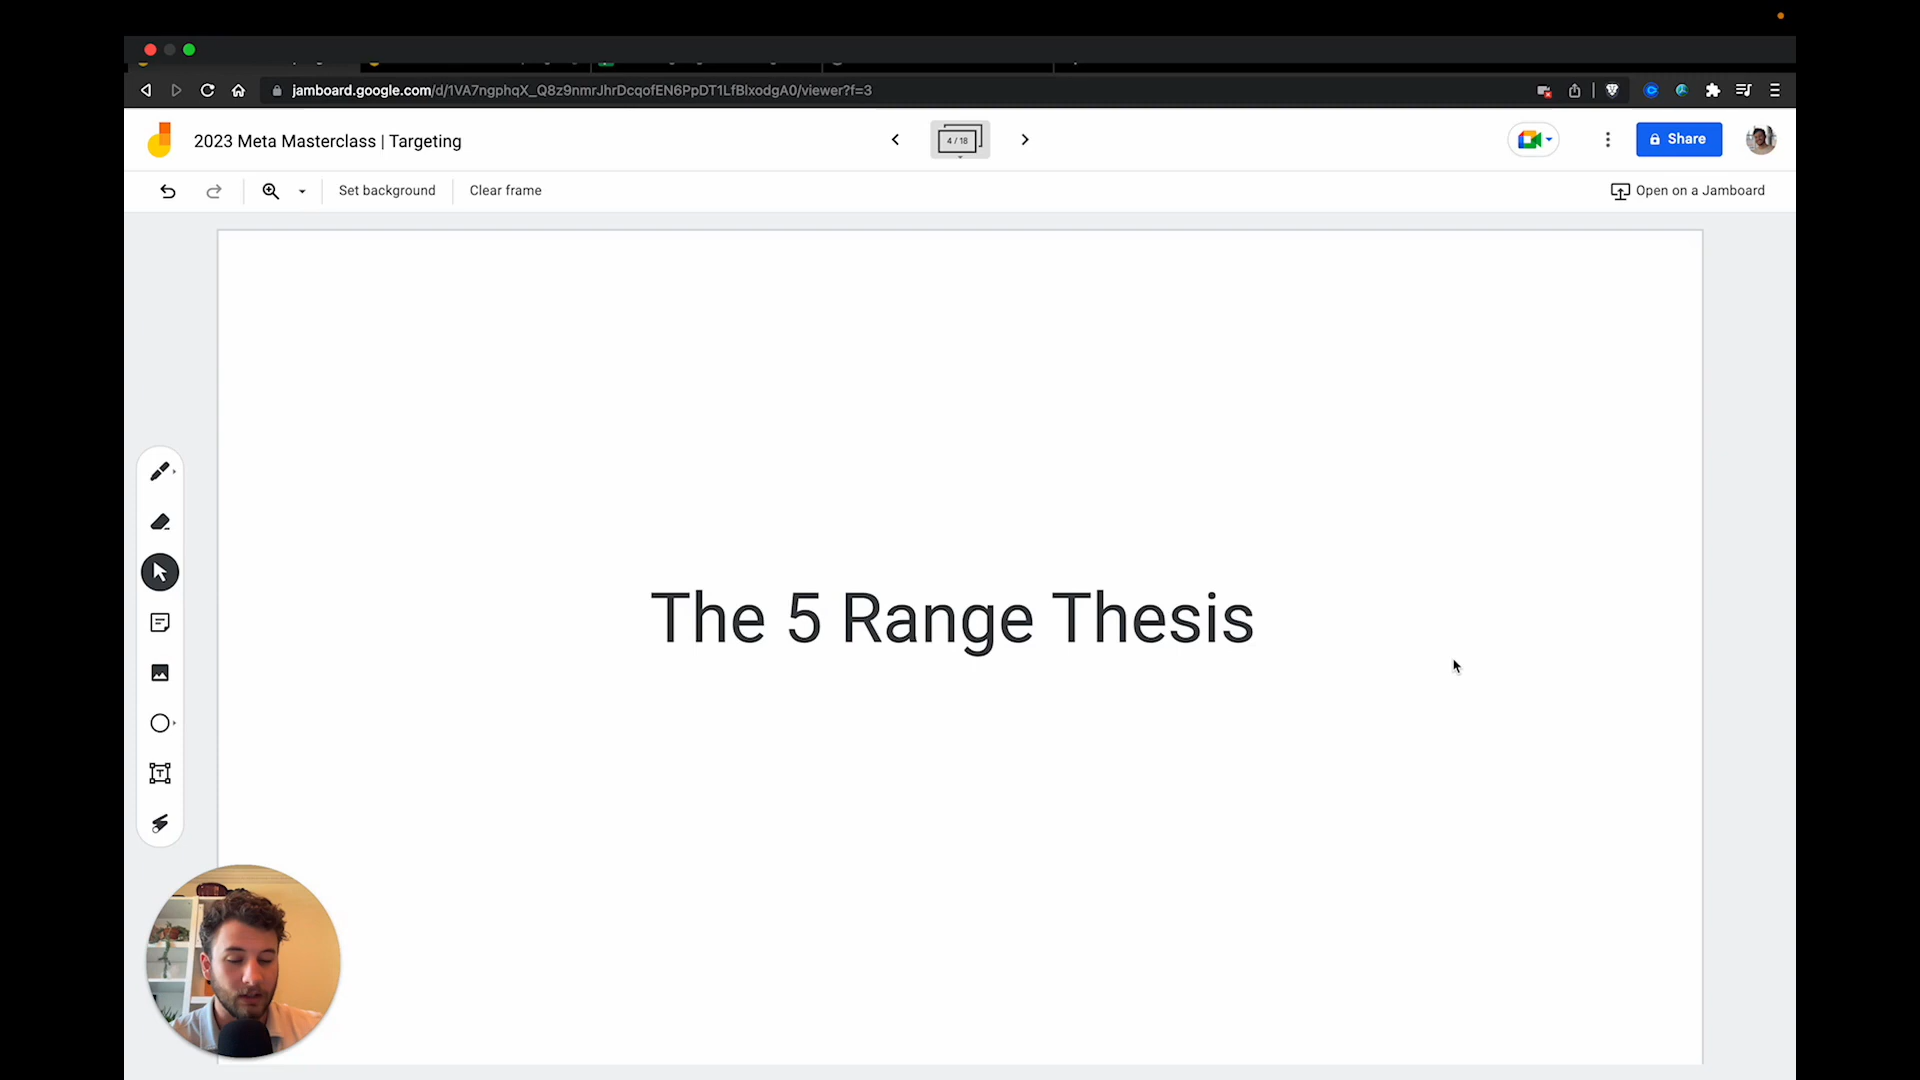 jamboard.google.com/d/1VA7ngphqX_Q8z9nmrJhrDcqofEN6PpDT1LfBlxodgA0/viewer?f=3
2023 Meta Masterclass | Targeting
4 / 18
Share
Set background
Clear frame
Open on a Jamboard
The 5 Range Thesis